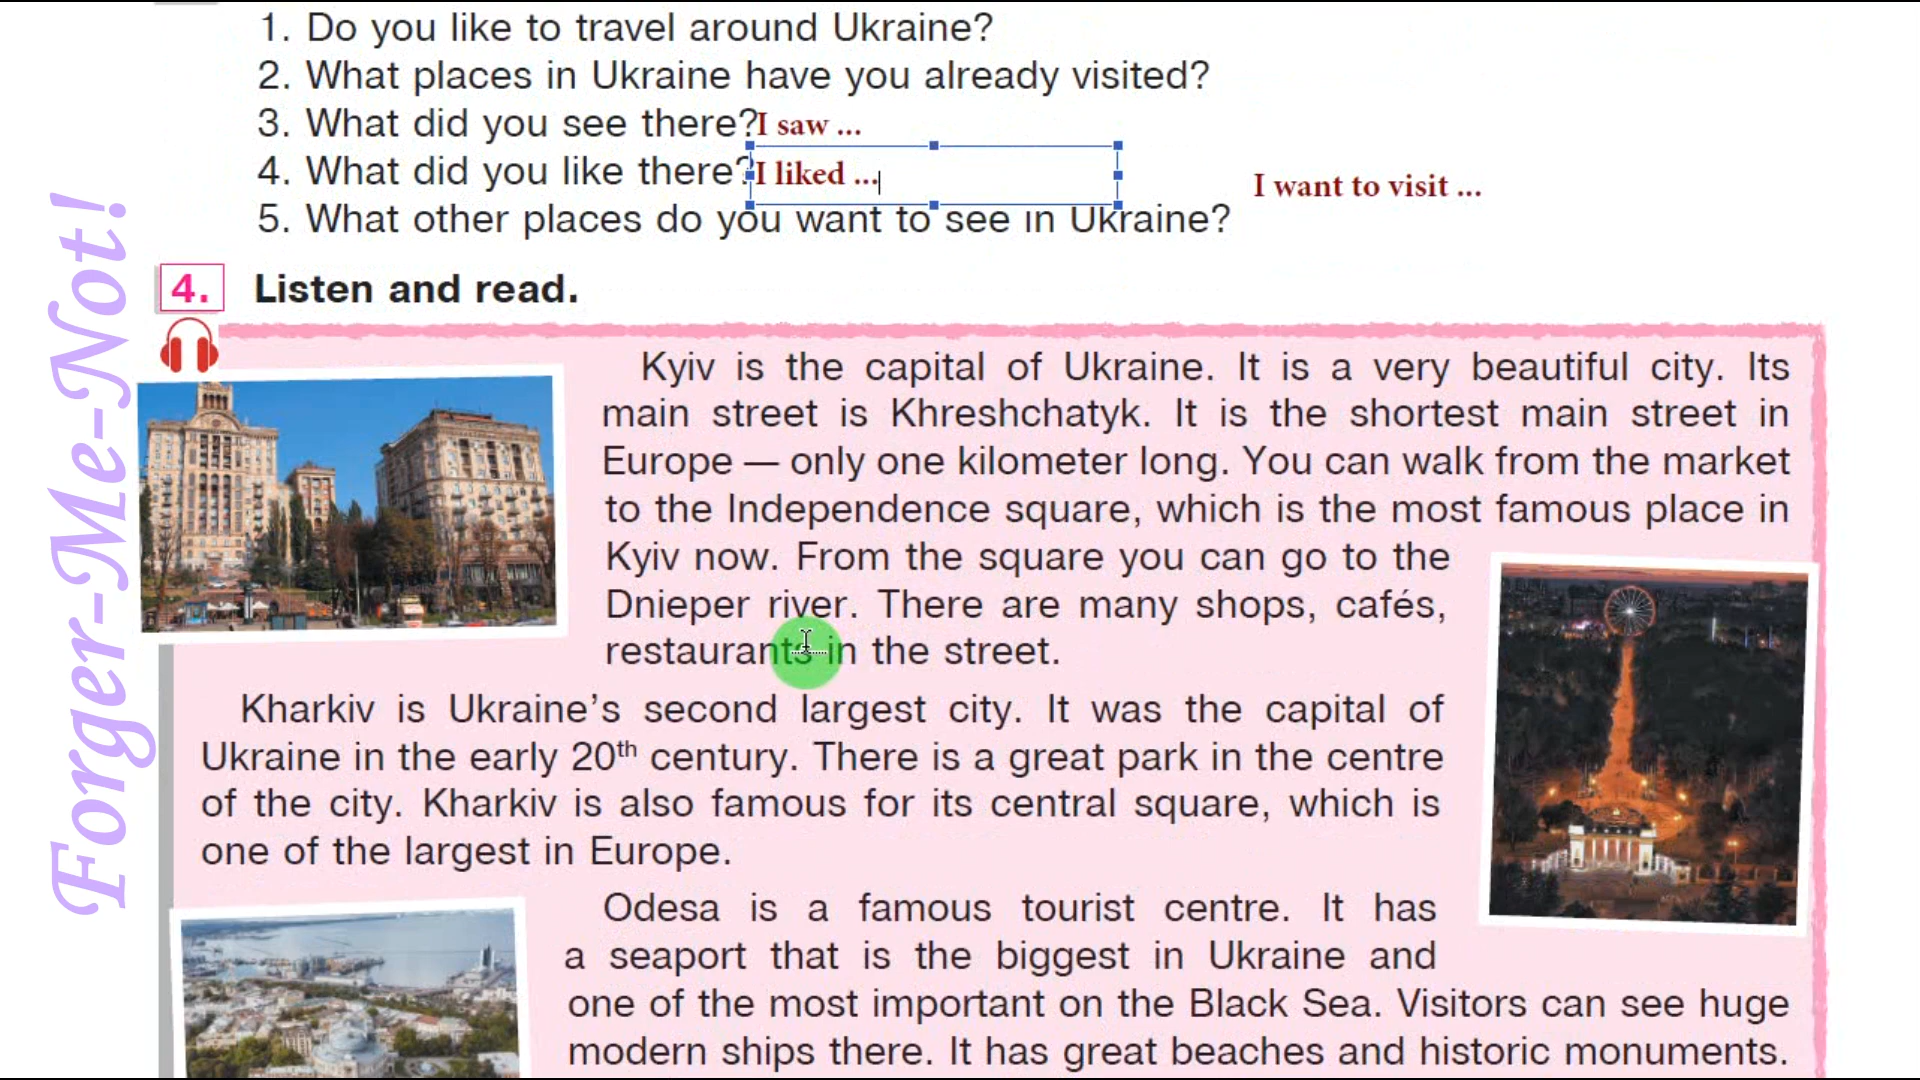 1. Do you like to travel around Ukraine?
2. What places in Ukraine have you already visited?
3. What did you see there? I saw ...
4. What did you like there? I liked ...
I want to visit ...
5. What other places do you want to see in Ukraine?
4. Listen and read.
Kyiv is the capital of Ukraine. It is a very beautiful city. Its
main street is Khreshchatyk. It is the shortest main street in
Europe — only one kilometer long. You can walk from the market
to the Independence square, which is the most famous place in
Kyiv now. From the square you can go to the
Dnieper river. There are many shops, cafés,
restaurants in the street.
Kharkiv is Ukraine’s second largest city. It was the capital of
Ukraine in the early 20th century. There is a great park in the centre
of the city. Kharkiv is also famous for its central square, which is
one of the largest in Europe.
Odesa is a famous tourist centre. It has
a seaport that is the biggest in Ukraine and
one of the most important on the Black Sea. Visitors can see huge
modern ships there. It has great beaches and historic monuments.
Forger-Me-Not!